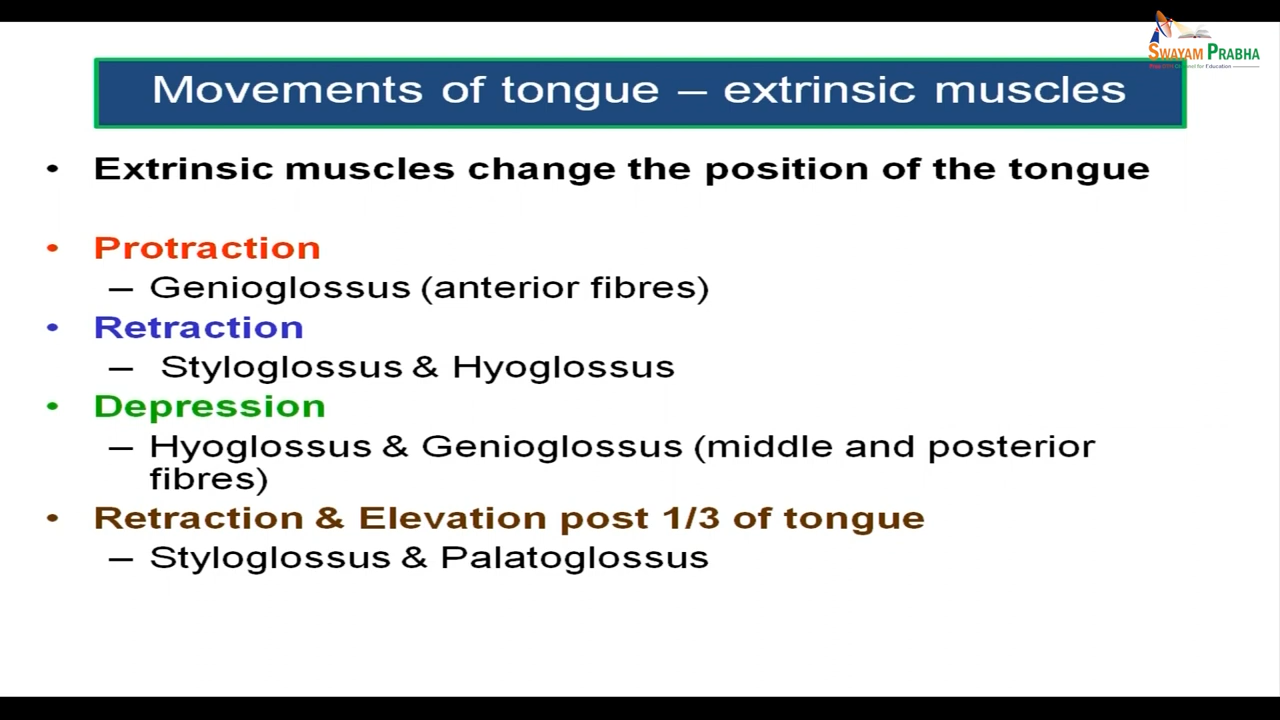 SWAYAM PRABHA
Movements of tongue – extrinsic muscles
• Extrinsic muscles change the position of the tongue
• Protraction
– Genioglossus (anterior fibres)
• Retraction
– Styloglossus & Hyoglossus
• Depression
– Hyoglossus & Genioglossus (middle and posterior
fibres)
• Retraction & Elevation post 1/3 of tongue
– Styloglossus & Palatoglossus